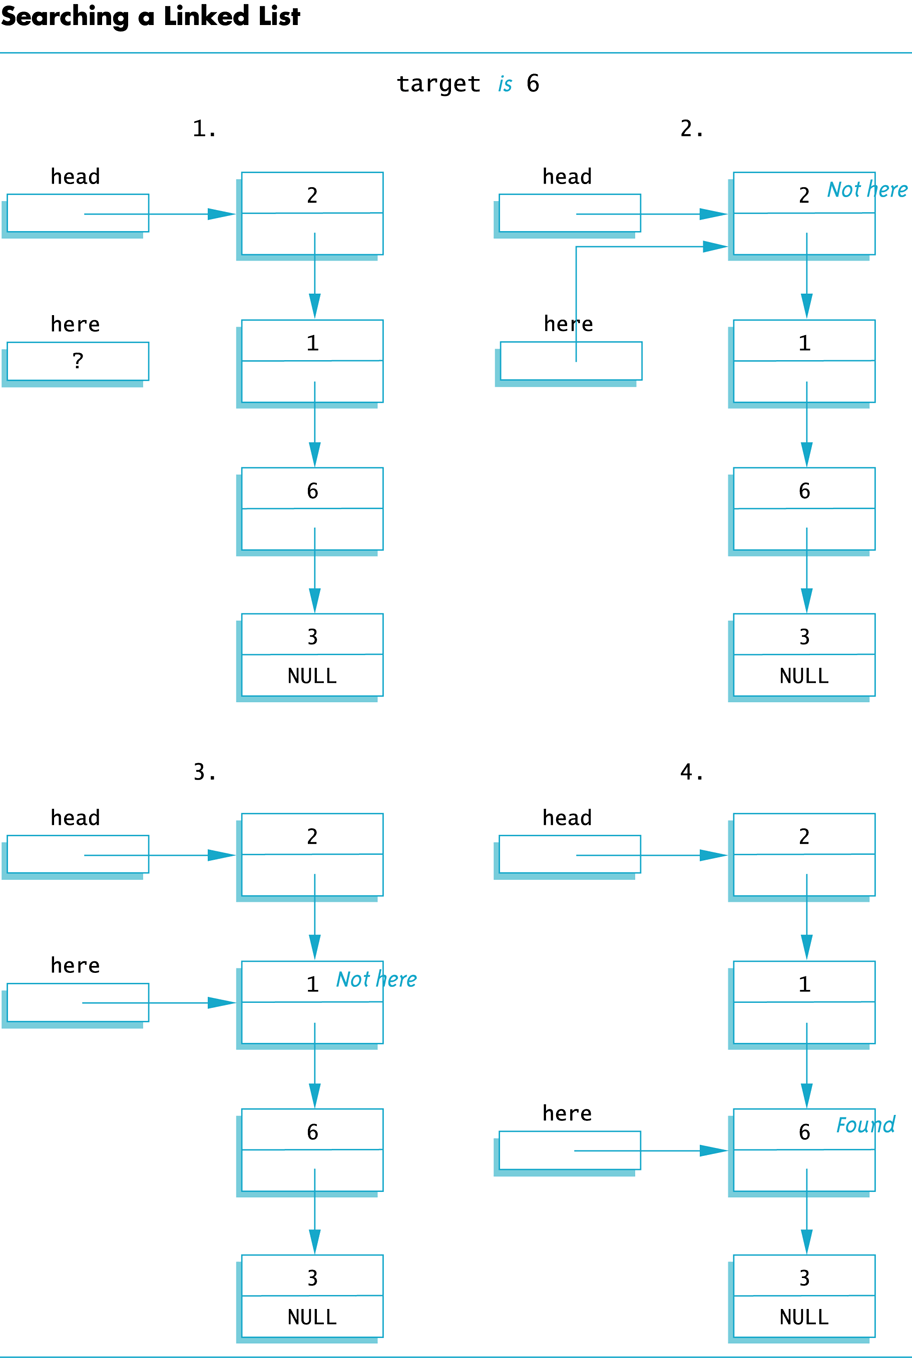 Searching a Linked List
target is 6
1.
head
2
here
?
1
6
3
NULL
2.
head
2 Not here
here
1
6
3
NULL
3.
head
2
here
1 Not here
6
3
NULL
4.
head
2
1
here
6 Found
3
NULL